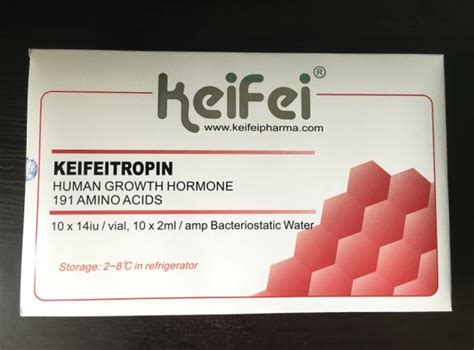 keifei®
www.keifeipharma.com
KEIFEITROPIN
HUMAN GROWTH HORMONE
191 AMINO ACIDS
10 x 14iu / vial, 10 x 2ml / amp Bacteriostatic Water
Storage: 2~8℃ in refrigerator